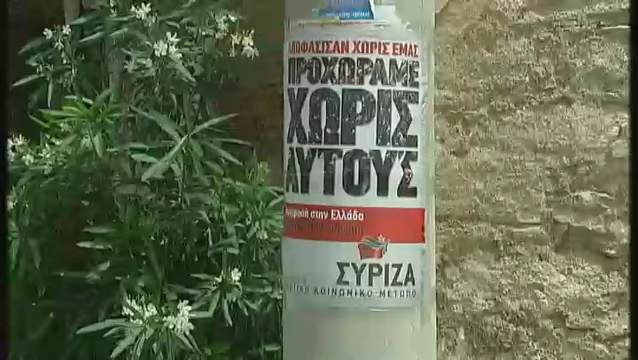 ΑΠΟΦΑΣΙΣΑΝ ΧΩΡΙΣ ΕΜΑΣ
ΠΡΟΧΩΡΑΜΕ
ΧΩΡΙΣ
ΑΥΤΟΥΣ
στην Ελλάδα
ΣΥΡΙΖΑ
ΚΟΙΝΩΝΙΚΟ ΜΕΤΩΠΟ